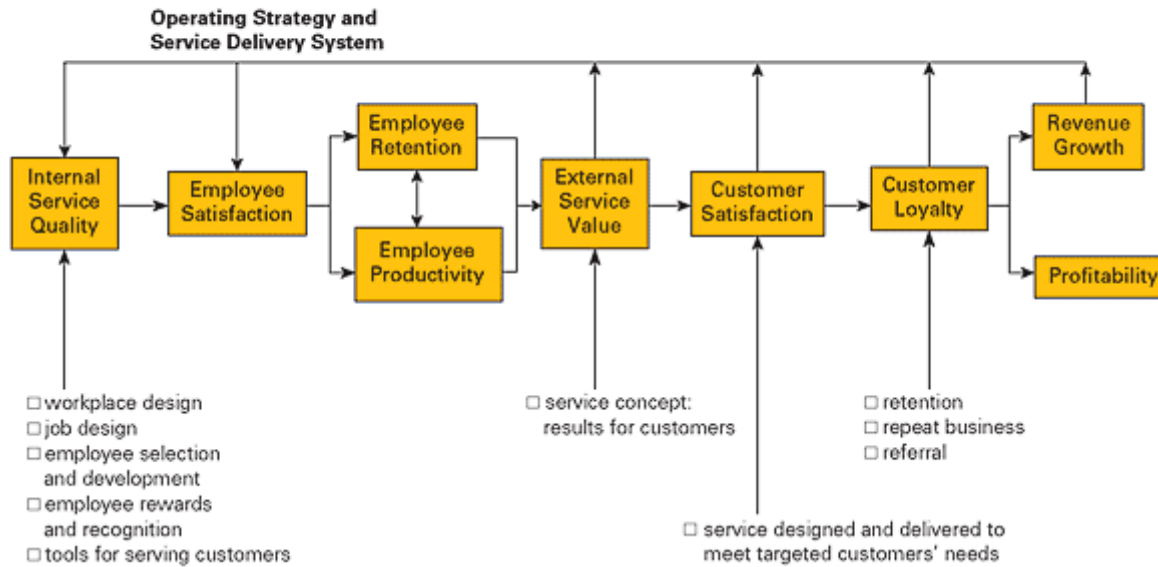 Operating Strategy and
Service Delivery System
Internal
Service
Quality
Employee
Satisfaction
Employee
Retention
Employee
Productivity
External
Service
Value
Customer
Satisfaction
Customer
Loyalty
Revenue
Growth
Profitability
□ workplace design
□ job design
□ employee selection
and development
□ employee rewards
and recognition
□ tools for serving customers
□ service concept:
results for customers
□ service designed and delivered to
meet targeted customers' needs
□ retention
□ repeat business
□ referral